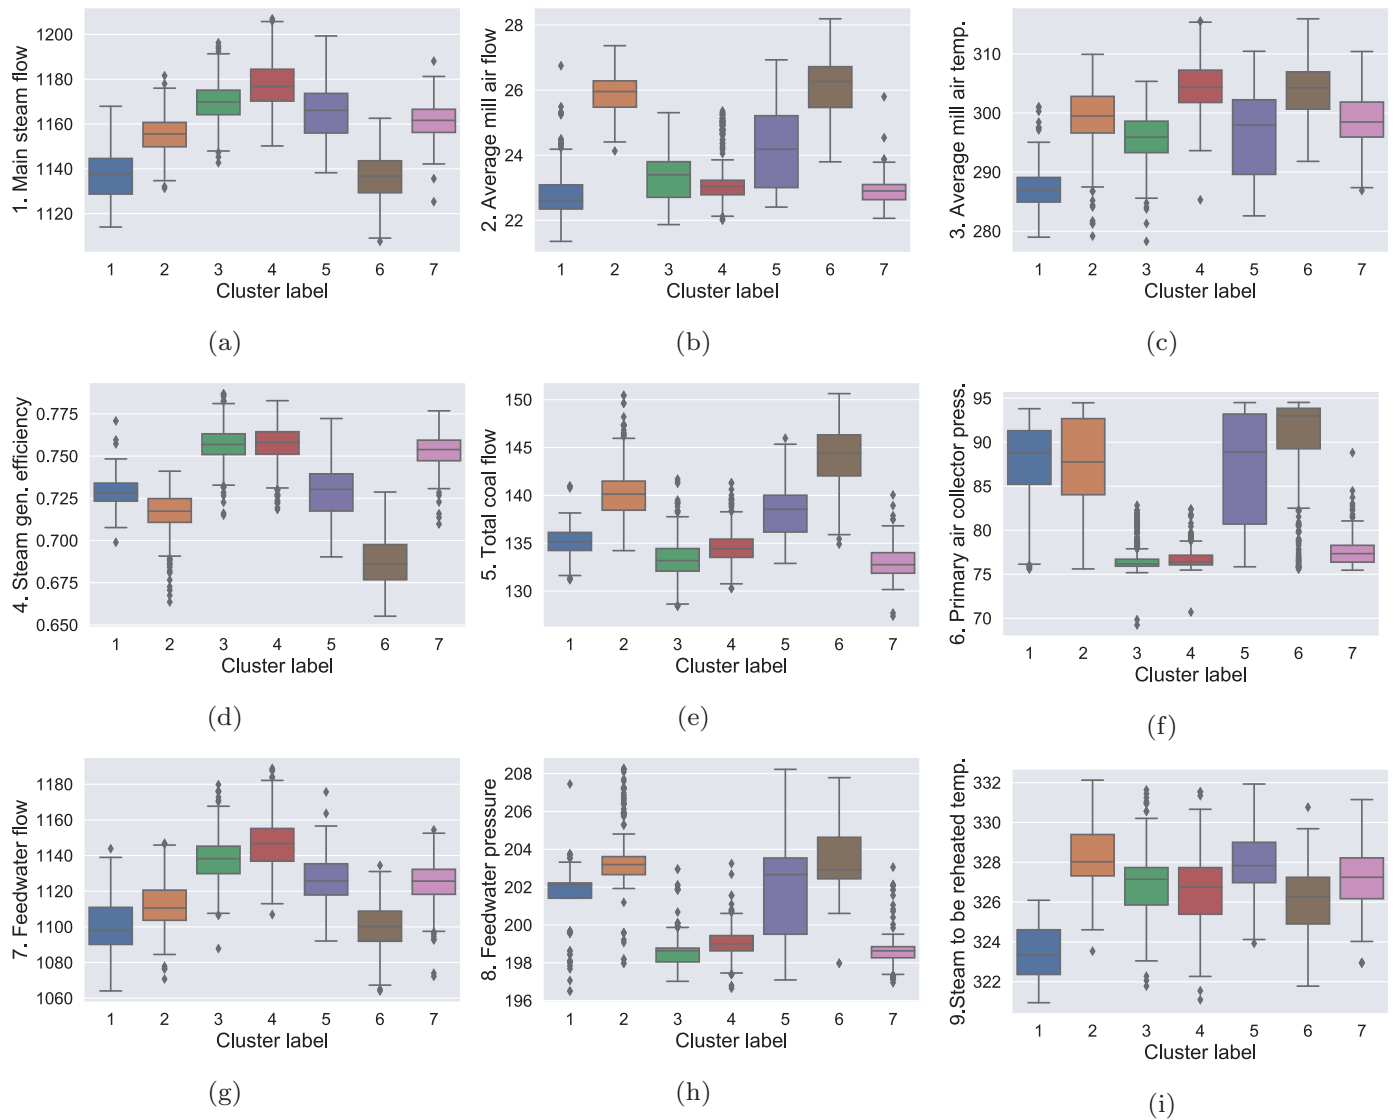 1. Main steam flow
1200
1180
1160
1140
1120
1 2 3 4 5 6 7
Cluster label
(a)
2. Average mill air flow
28
26
24
22
1 2 3 4 5 6 7
Cluster label
(b)
3. Average mill air temp.
310
300
290
280
1 2 3 4 5 6 7
Cluster label
(c)
4. Steam gen. efficiency
0.775
0.750
0.725
0.700
0.675
0.650
1 2 3 4 5 6 7
Cluster label
(d)
5. Total coal flow
150
145
140
135
130
1 2 3 4 5 6 7
Cluster label
(e)
6. Primary air collector press.
95
90
85
80
75
70
1 2 3 4 5 6 7
Cluster label
(f)
7. Feedwater flow
1180
1160
1140
1120
1100
1080
1060
1 2 3 4 5 6 7
Cluster label
(g)
8. Feedwater pressure
208
206
204
202
200
198
196
1 2 3 4 5 6 7
Cluster label
(h)
9.Steam to be reheated temp.
332
330
328
326
324
322
1 2 3 4 5 6 7
Cluster label
(i)